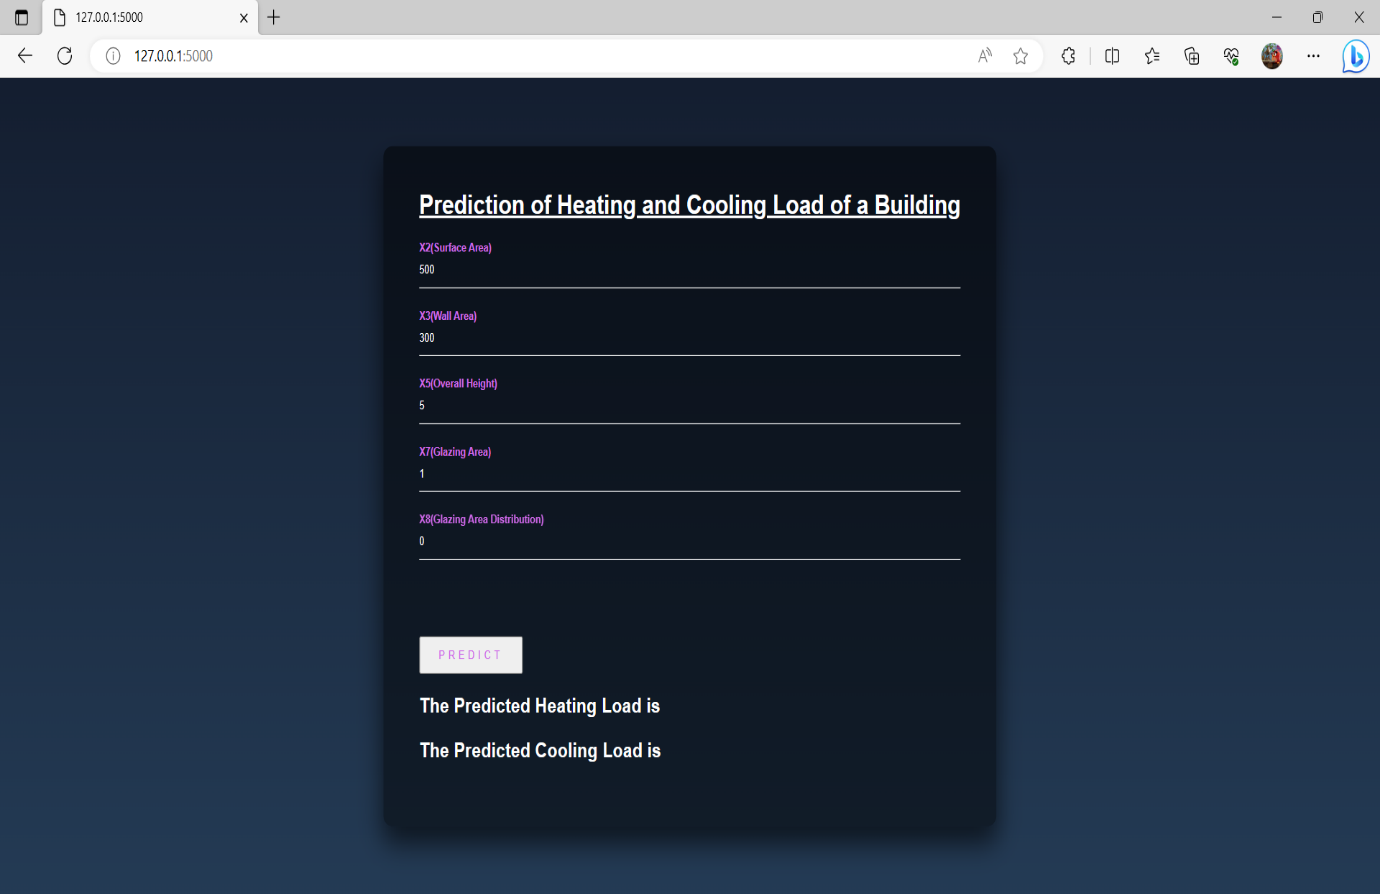 127.0.0.1:5000
127.0.0.1:5000
Prediction of Heating and Cooling Load of a Building
X2(Surface Area)
500
X3(Wall Area)
300
X5(Overall Height)
5
X7(Glazing Area)
1
X8(Glazing Area Distribution)
0
PREDICT
The Predicted Heating Load is
The Predicted Cooling Load is